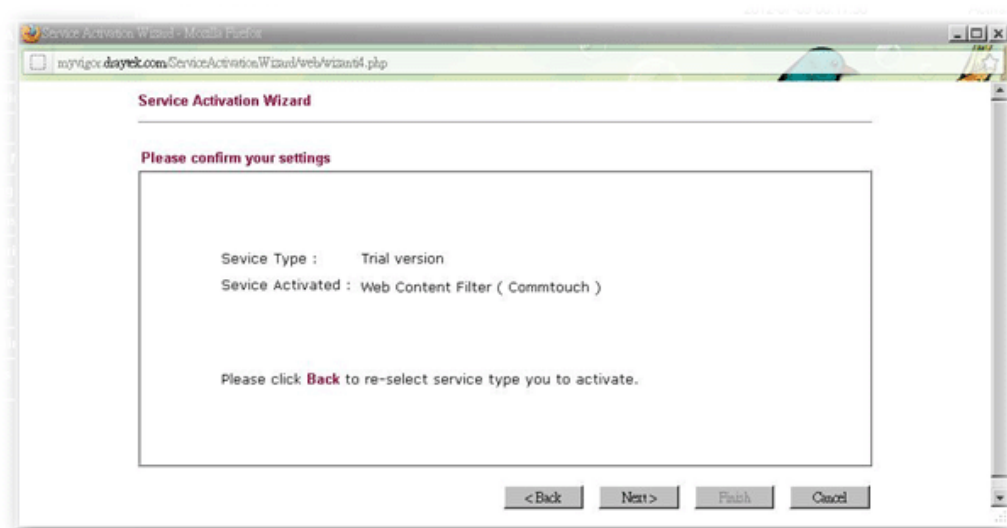 Service Activation Wizard - Mozilla Firefox
myvigor.draytek.com/ServiceActivationWizard/web/wizard4.php
Service Activation Wizard
Please confirm your settings
Sevice Type : Trial version
Sevice Activated : Web Content Filter ( Commtouch )
Please click Back to re-select service type you to activate.
< Back Next > Finish Cancel